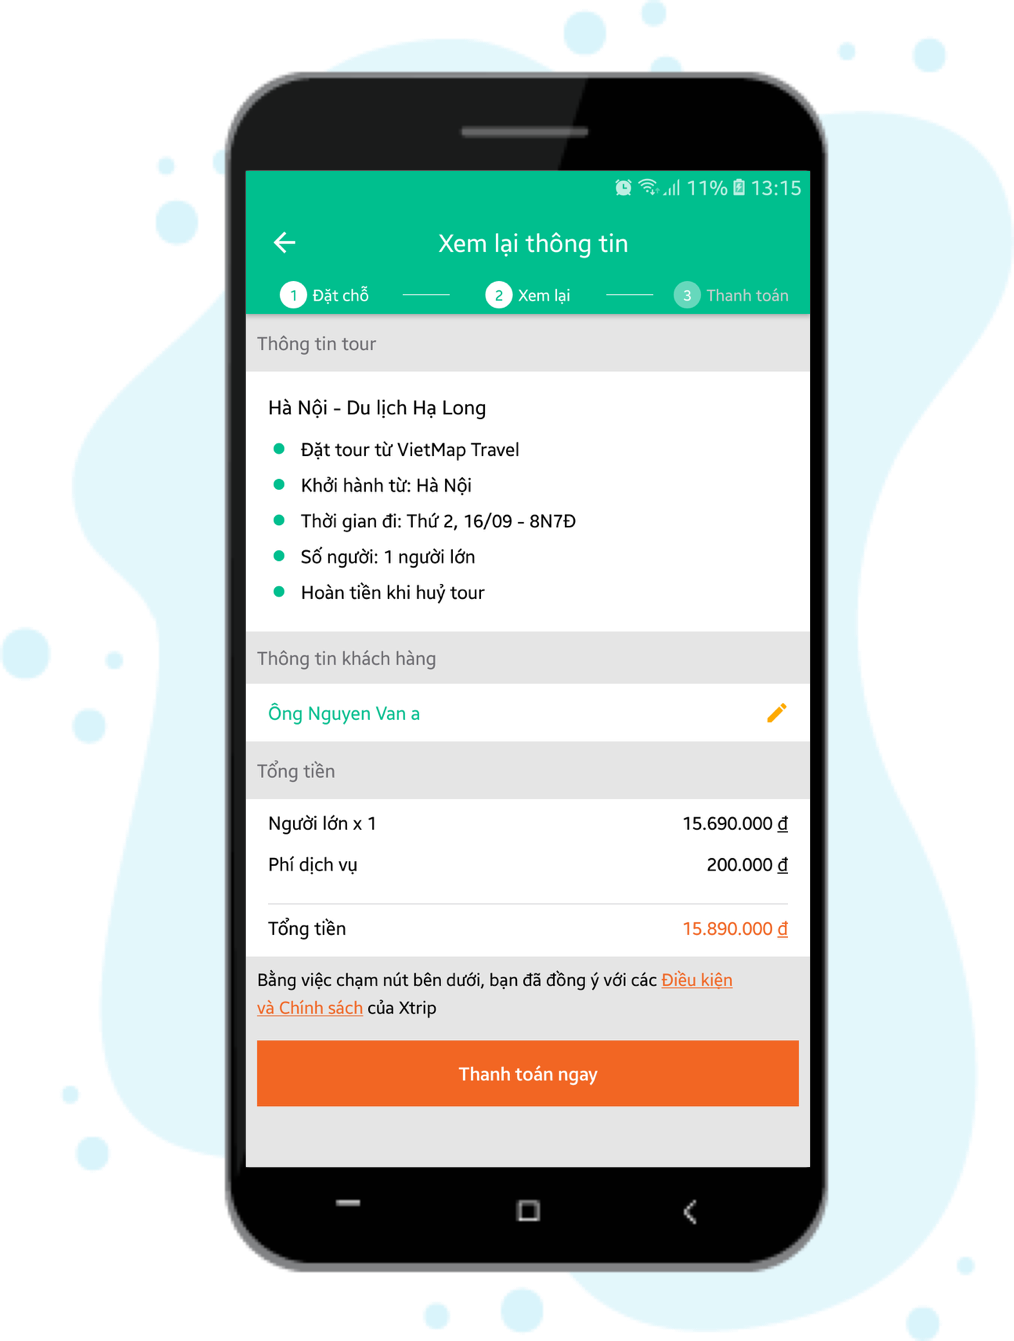 11% 13:15
Xem lại thông tin
1 Đặt chỗ 2 Xem lại 3 Thanh toán
Thông tin tour
Hà Nội - Du lịch Hạ Long
Đặt tour từ VietMap Travel
Khởi hành từ: Hà Nội
Thời gian đi: Thứ 2, 16/09 - 8N7Đ
Số người: 1 người lớn
Hoàn tiền khi huỷ tour
Thông tin khách hàng
Ông Nguyen Van a
Tổng tiền
Người lớn x 1 15.690.000 ₫
Phí dịch vụ 200.000 ₫
Tổng tiền 15.890.000 ₫
Bằng việc chạm nút bên dưới, bạn đã đồng ý với các Điều kiện
và Chính sách của Xtrip
Thanh toán ngay